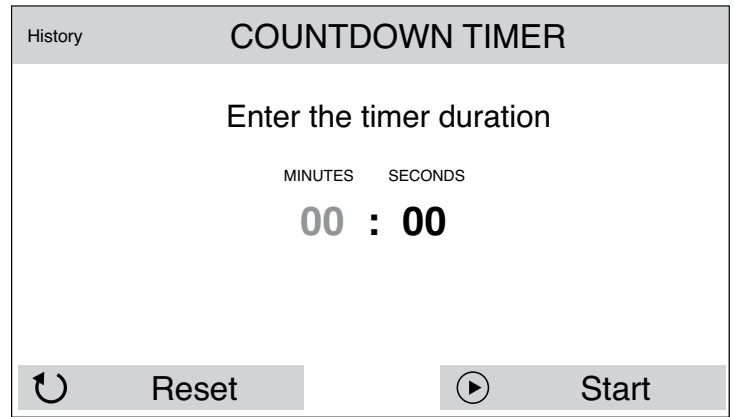 History COUNTDOWN TIMER
Enter the timer duration
MINUTES SECONDS
00 : 00
Reset Start